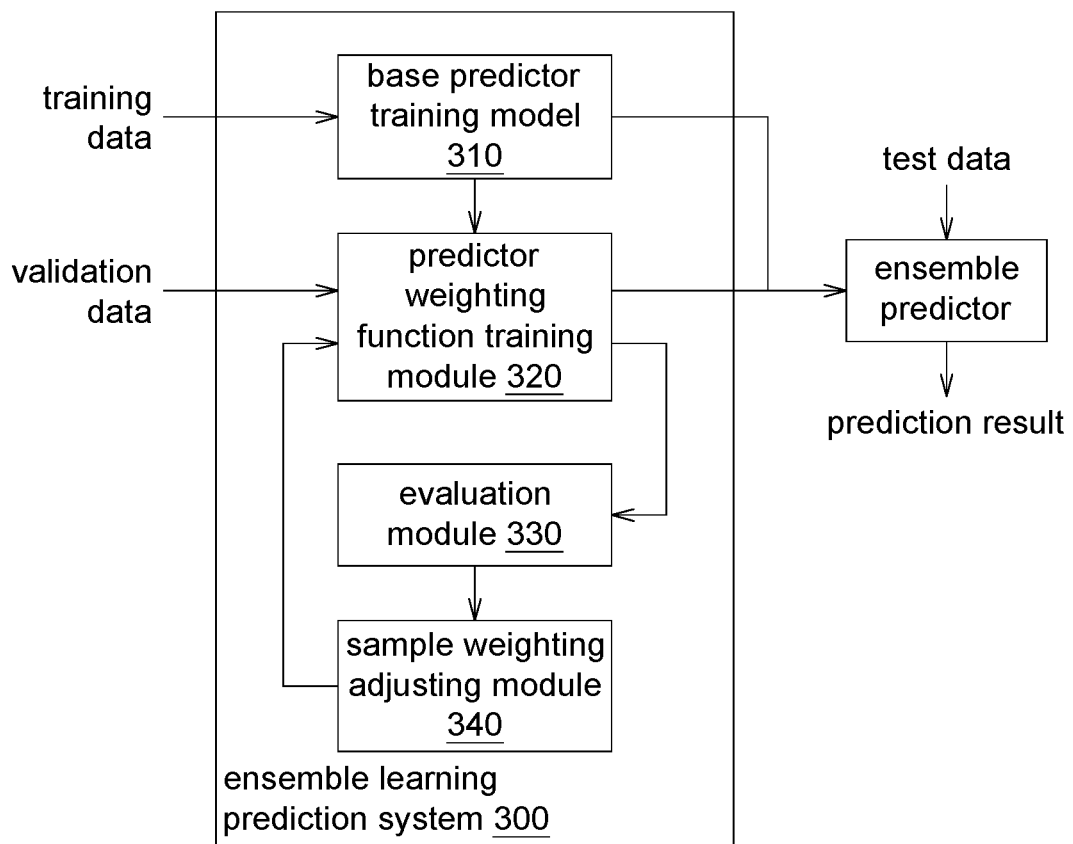 base predictor
training model
310
training
data
test data
predictor
weighting
function training
module 320
validation
data
ensemble
predictor
prediction result
evaluation
module 330
sample weighting
adjusting module
340
ensemble learning
prediction system 300